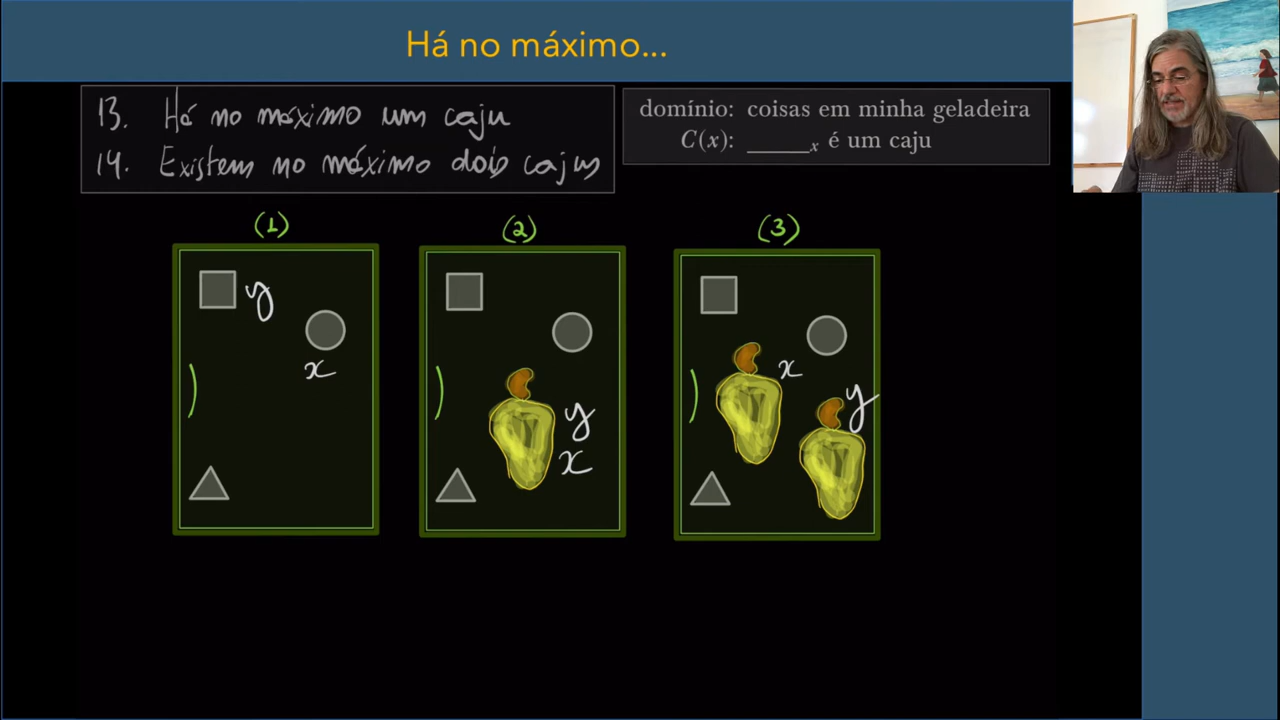 Há no máximo...
13. Há no máximo um caju
14. Existem no máximo dois cajus
domínio: coisas em minha geladeira
C(x): ______x é um caju
(1)
(2)
(3)
y
x
y
x
x
y